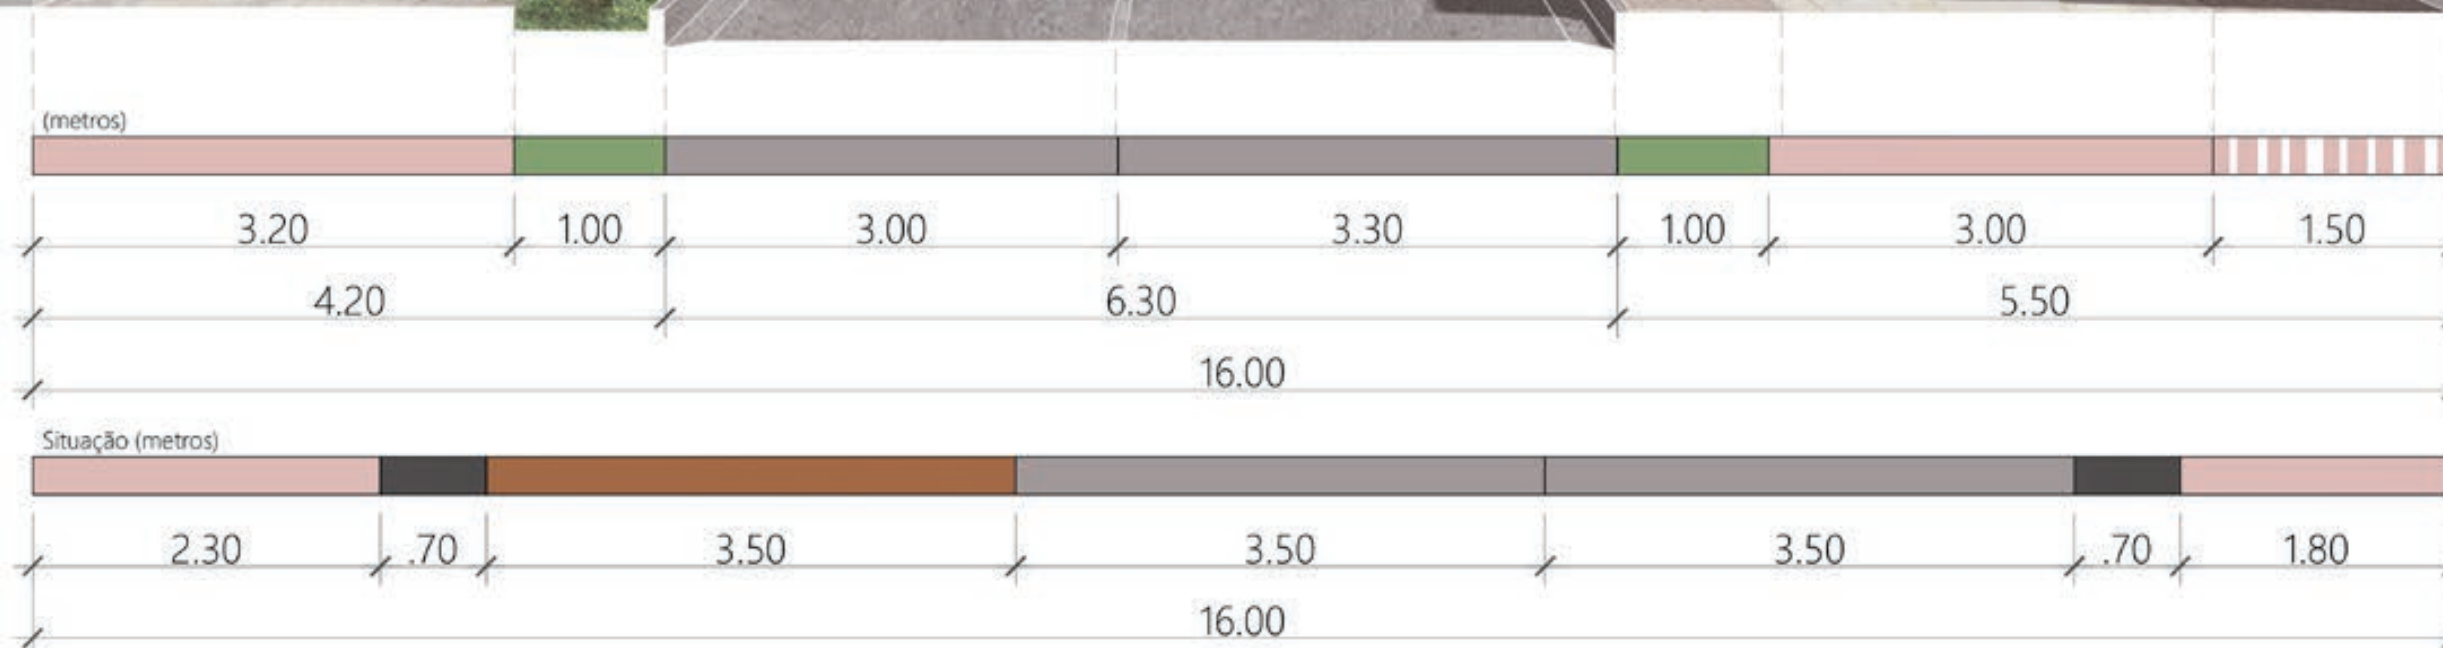 (metros)
3.20 1.00 3.00 3.30 1.00 3.00 1.50
4.20 6.30 5.50
16.00
Situação (metros)
2.30 .70 3.50 3.50 3.50 .70 1.80
16.00